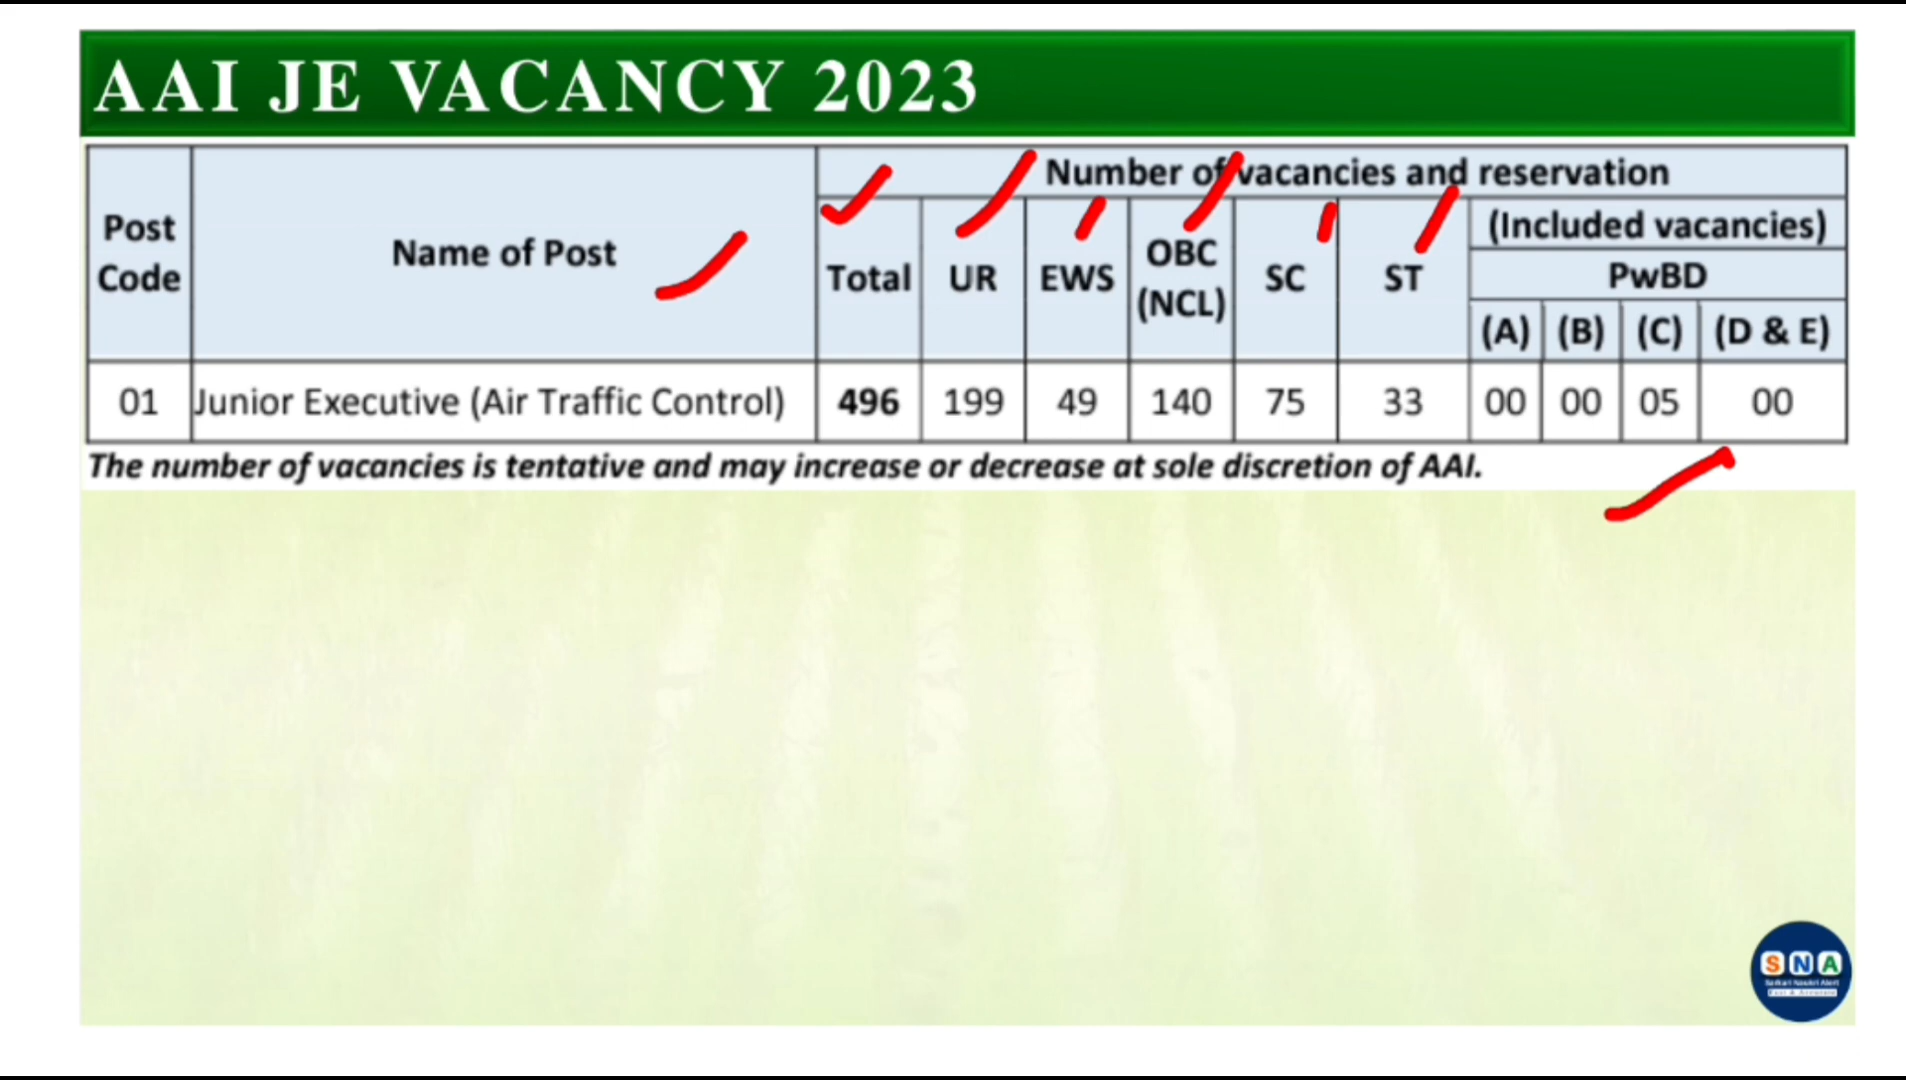 AAI JE VACANCY 2023
Number of vacancies and reservation
Post Code
Name of Post
Total
UR
EWS
OBC (NCL)
SC
ST
(Included vacancies)
PwBD
(A) (B) (C) (D & E)
01 Junior Executive (Air Traffic Control) 496 199 49 140 75 33 00 00 05 00
The number of vacancies is tentative and may increase or decrease at sole discretion of AAI.
SNA
Sarkari Naukri Alert